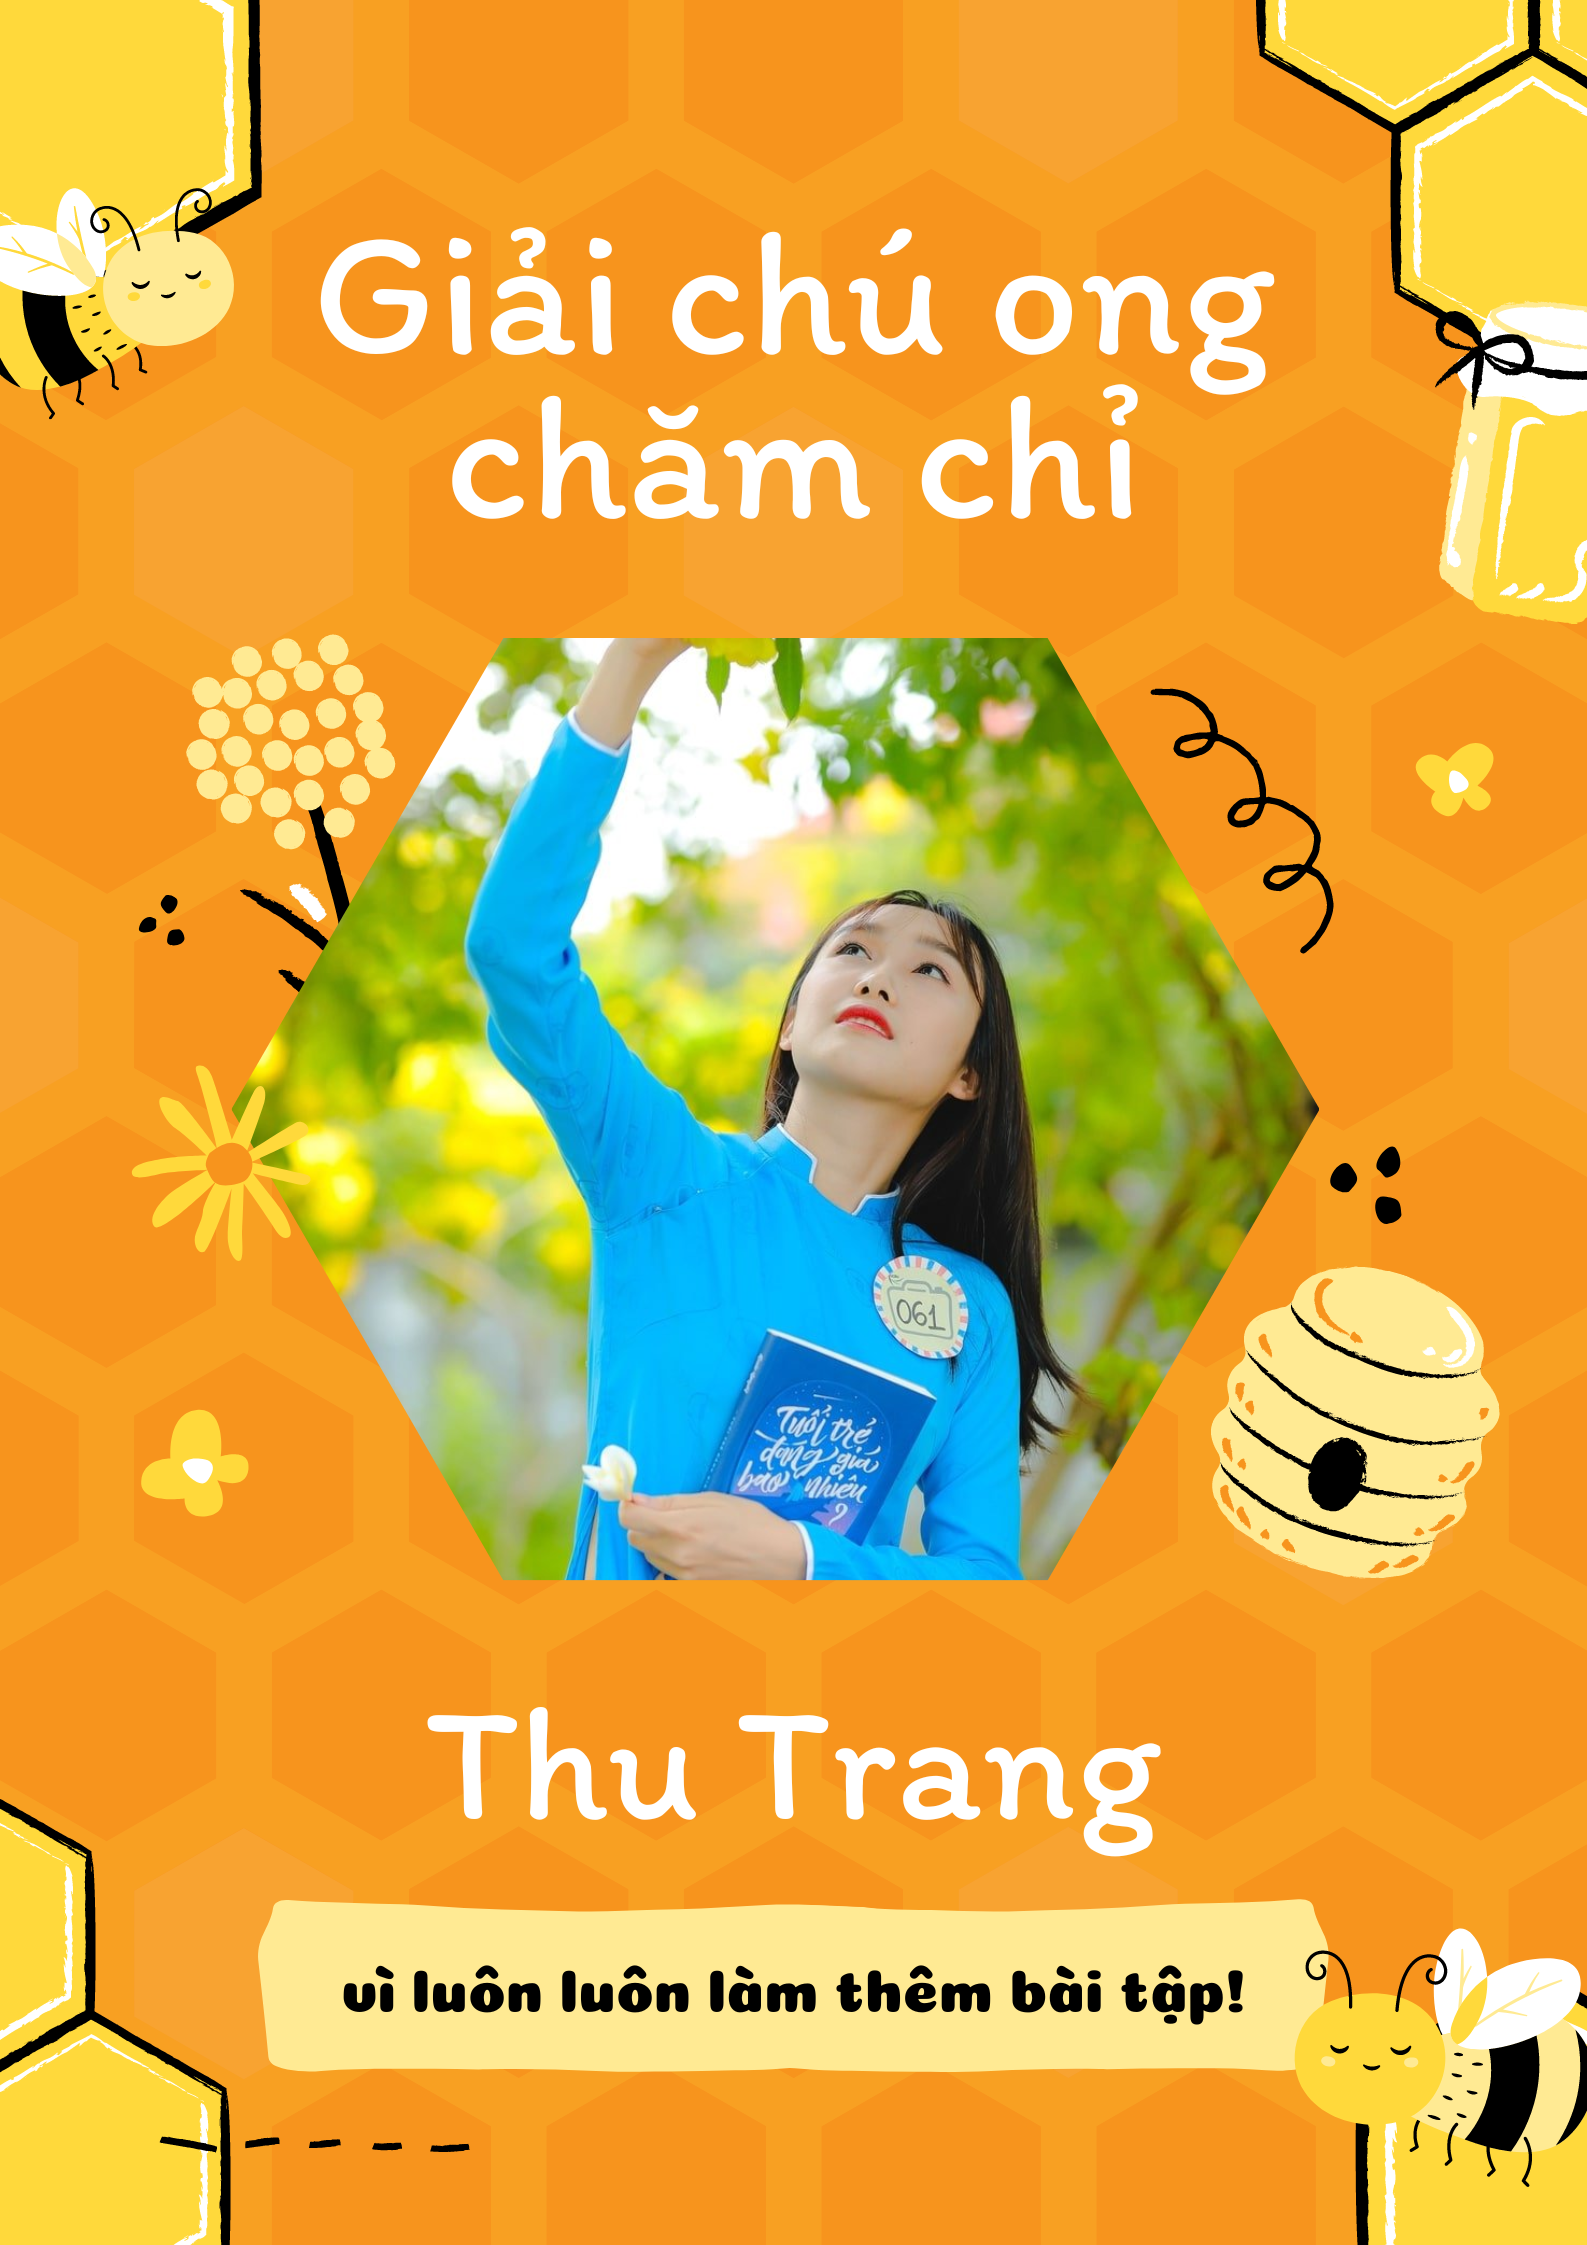 Giải chú ong
chăm chỉ
061
Tuổi trẻ
đáng giá
bao nhiêu
?
Thu Trang
vì luôn luôn làm thêm bài tập!